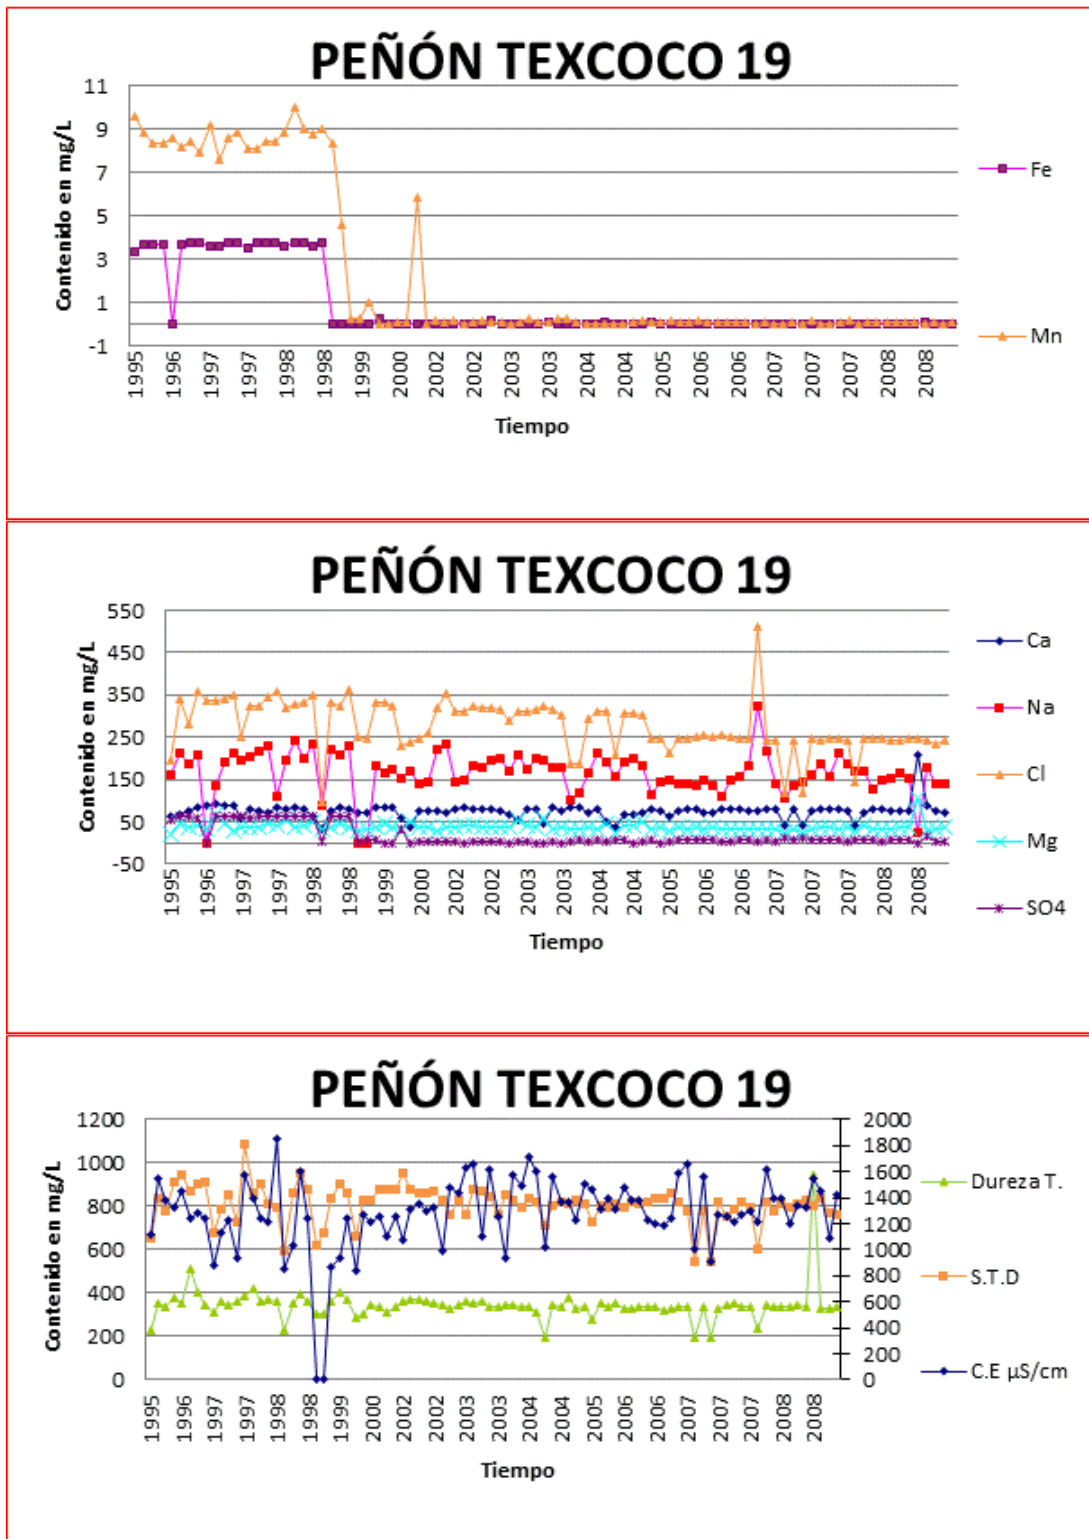 PEÑÓN TEXCOCO 19
11
9
7
5
3
1
-1
Contenido en mg/L
1995 1996 1997 1997 1998 1998 1999 2000 2002 2002 2003 2003 2004 2004 2005 2006 2006 2007 2007 2007 2008 2008
Tiempo
Fe
Mn
PEÑÓN TEXCOCO 19
550
450
350
250
150
50
-50
Contenido en mg/L
1995 1996 1997 1997 1998 1998 1999 2000 2002 2002 2003 2003 2004 2004 2005 2006 2006 2007 2007 2007 2008 2008
Tiempo
Ca
Na
Cl
Mg
SO4
PEÑÓN TEXCOCO 19
1200
1000
800
600
400
200
0
Contenido en mg/L
2000
1800
1600
1400
1200
1000
800
600
400
200
0
1995 1996 1997 1997 1998 1998 1999 2000 2002 2002 2003 2003 2004 2004 2005 2006 2006 2007 2007 2007 2008 2008
Tiempo
Dureza T.
S.T.D
C.E µS/cm